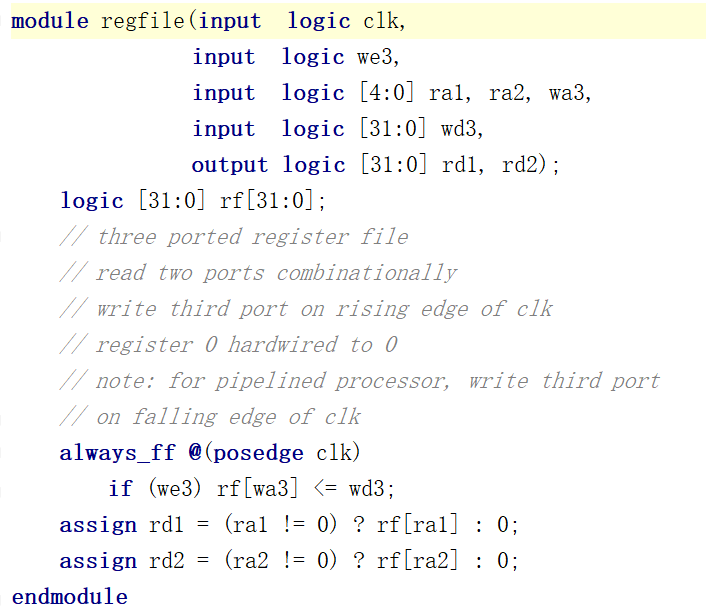 module regfile(input  logic clk,
               input  logic we3,
               input  logic [4:0] ra1, ra2, wa3,
               input  logic [31:0] wd3,
               output logic [31:0] rd1, rd2);
    logic [31:0] rf[31:0];
    // three ported register file
    // read two ports combinationally
    // write third port on rising edge of clk
    // register 0 hardwired to 0
    // note: for pipelined processor, write third port
    // on falling edge of clk
    always_ff @(posedge clk)
        if (we3) rf[wa3] <= wd3;
    assign rd1 = (ra1 != 0) ? rf[ra1] : 0;
    assign rd2 = (ra2 != 0) ? rf[ra2] : 0;
endmodule